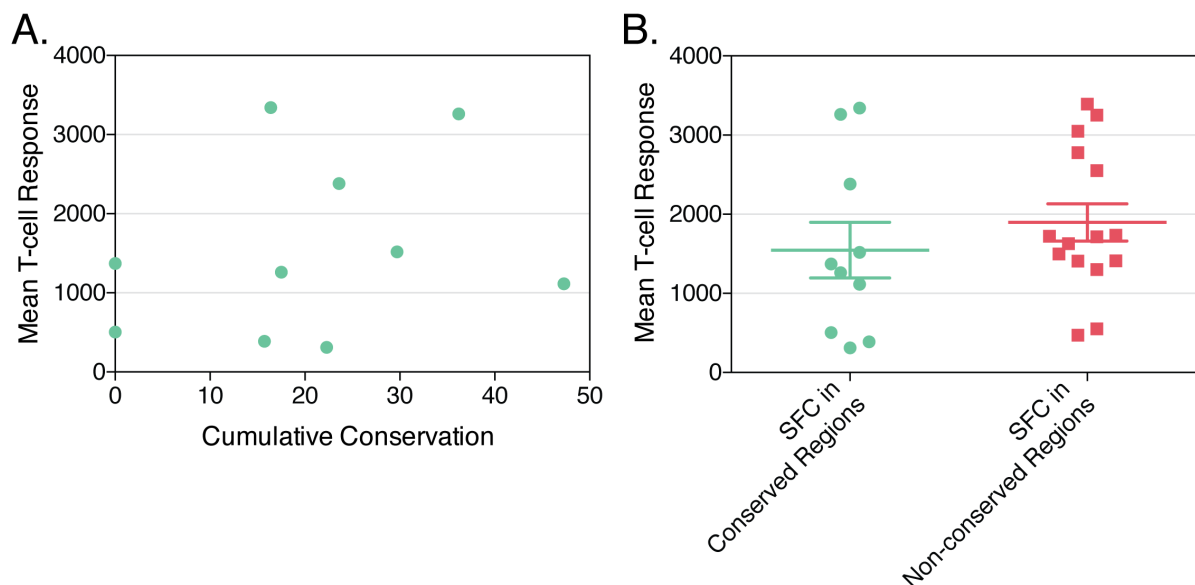 A.
Mean T-cell Response
4000
3000
2000
1000
0
0 10 20 30 40 50
Cumulative Conservation
B.
Mean T-cell Response
4000
3000
2000
1000
0
SFC in
Conserved Regions
SFC in
Non-conserved Regions